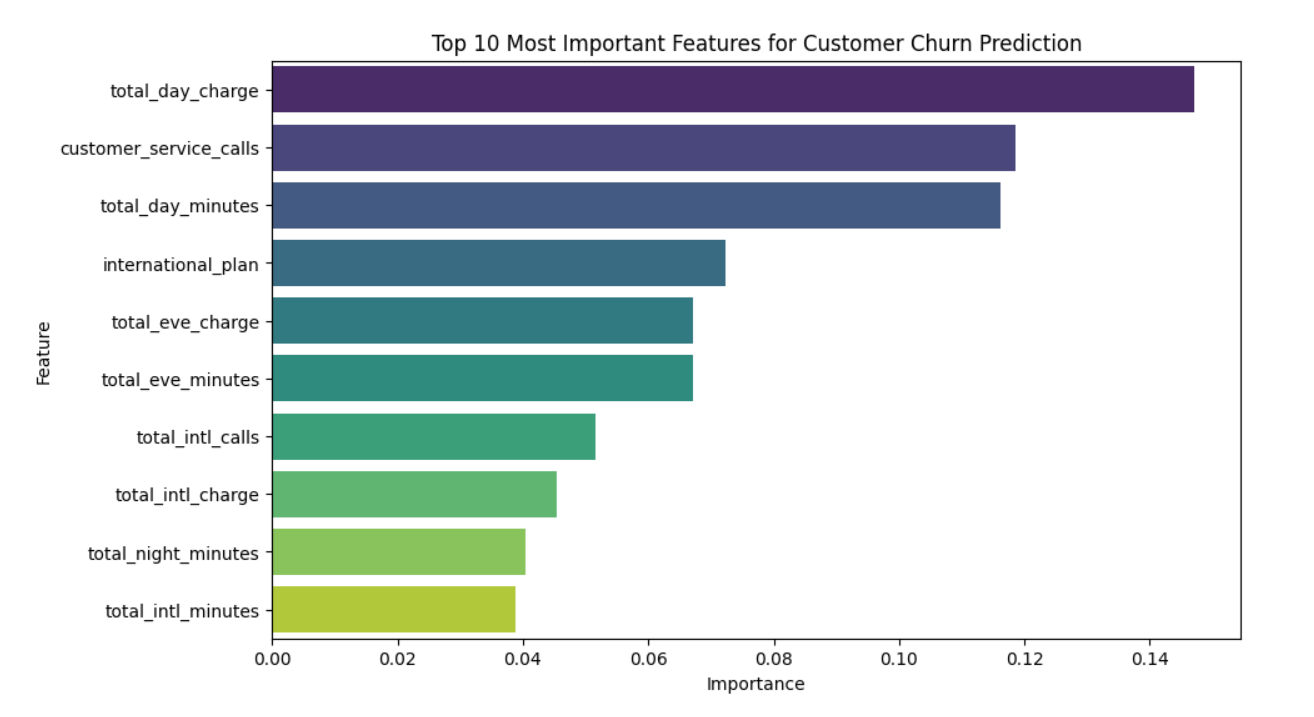 Top 10 Most Important Features for Customer Churn Prediction
total_day_charge
customer_service_calls
total_day_minutes
international_plan
total_eve_charge
total_eve_minutes
total_intl_calls
total_intl_charge
total_night_minutes
total_intl_minutes
Feature
0.00 0.02 0.04 0.06 0.08 0.10 0.12 0.14
Importance